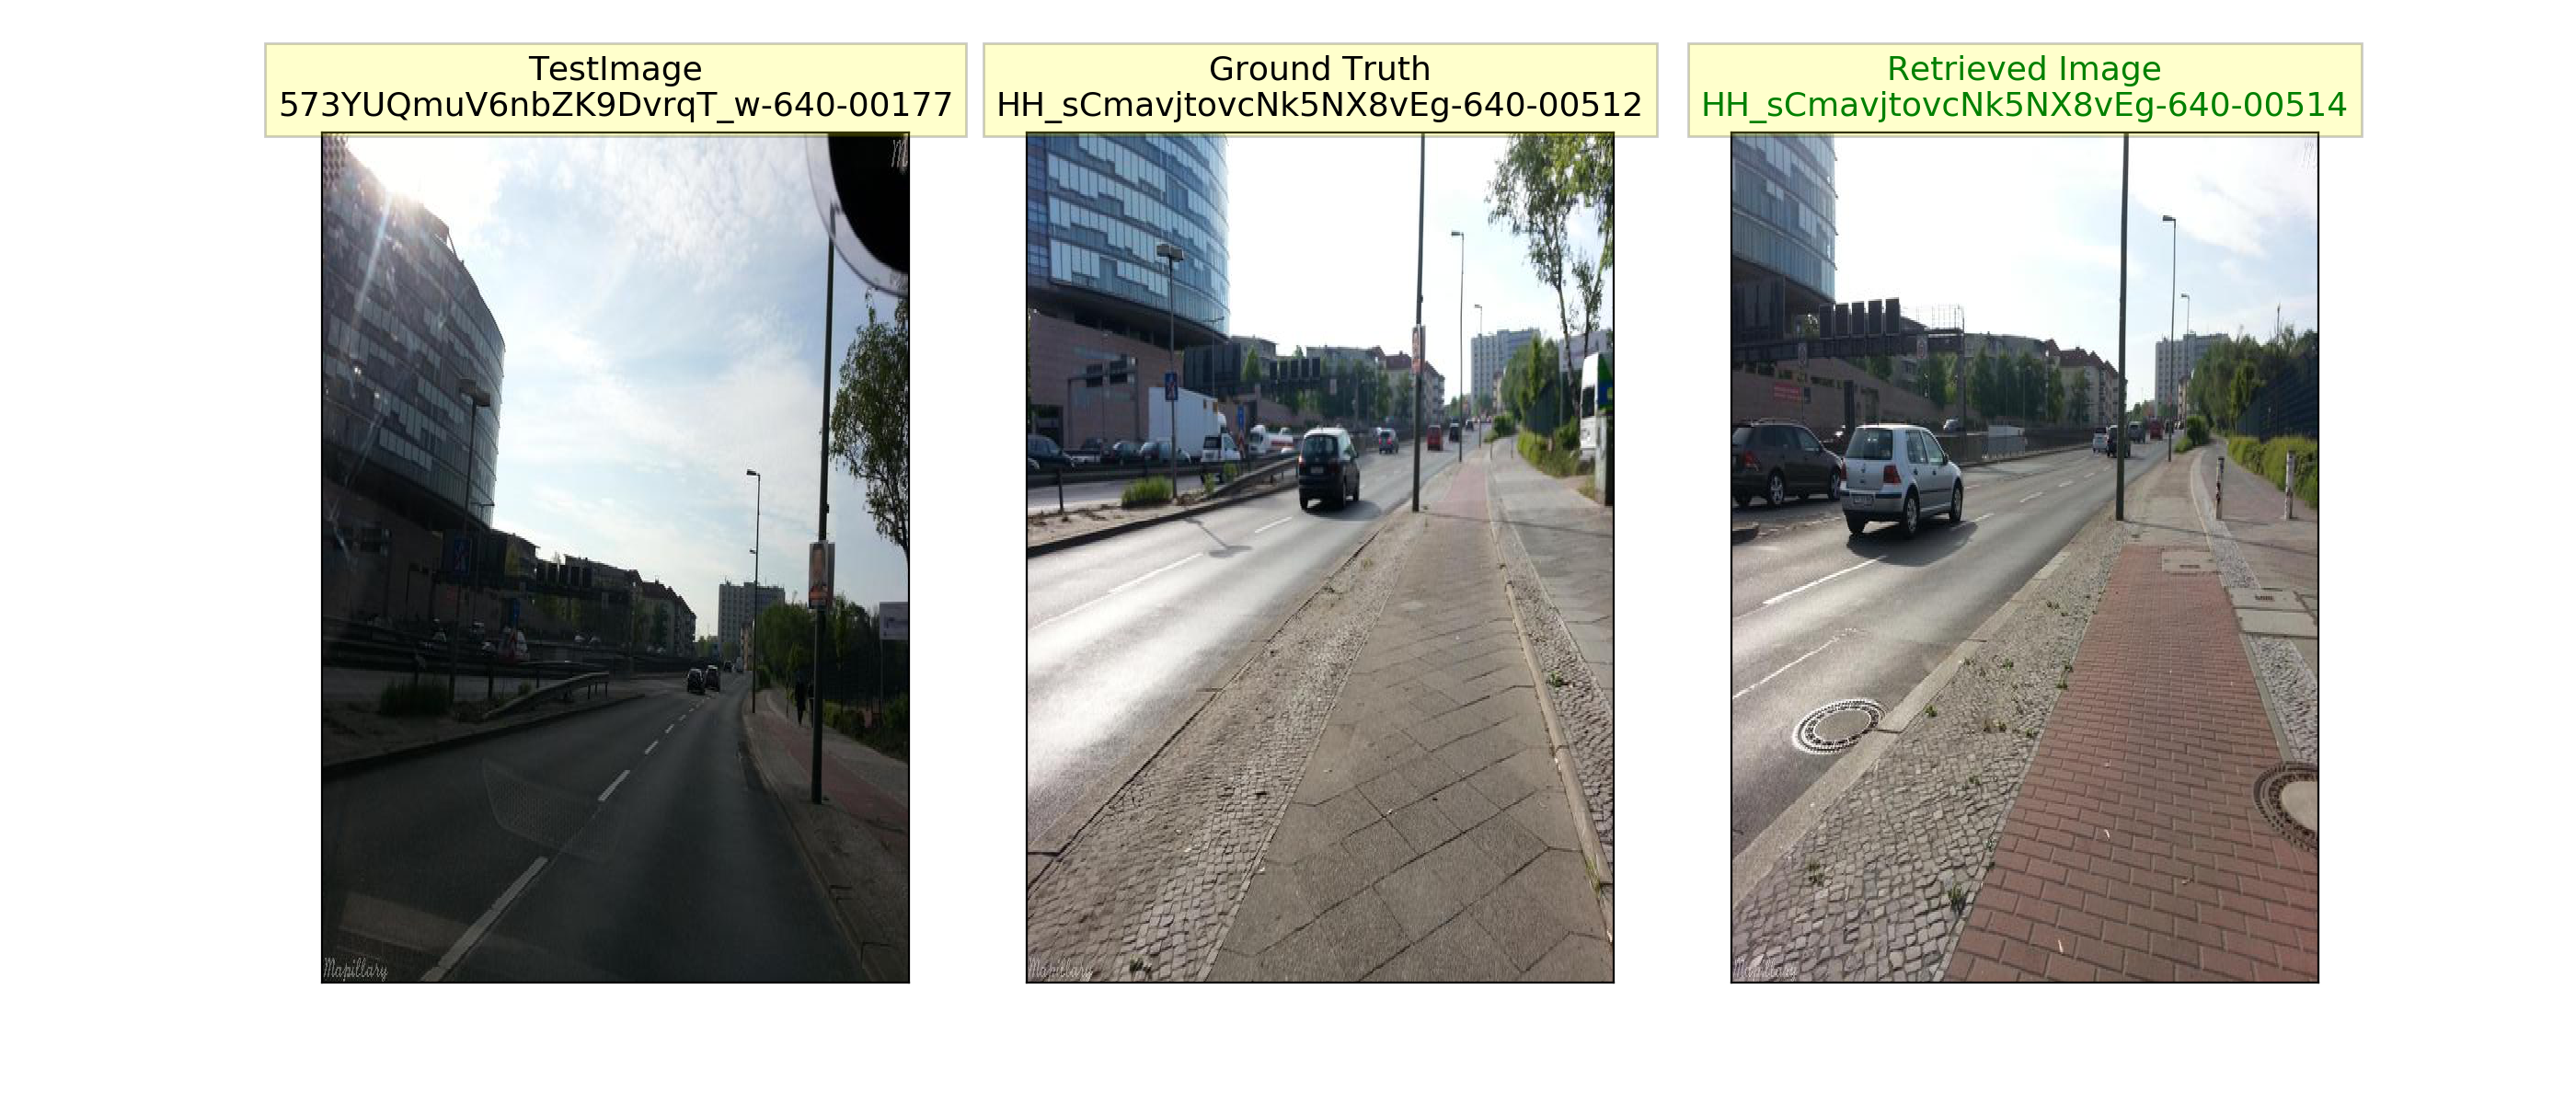 TestImage
573YUQmuV6nbZK9DvrqT_w-640-00177
Ground Truth
HH_sCmavjtovcNk5NX8vEg-640-00512
Retrieved Image
HH_sCmavjtovcNk5NX8vEg-640-00514
Mapillary
Mapillary
Mapillary